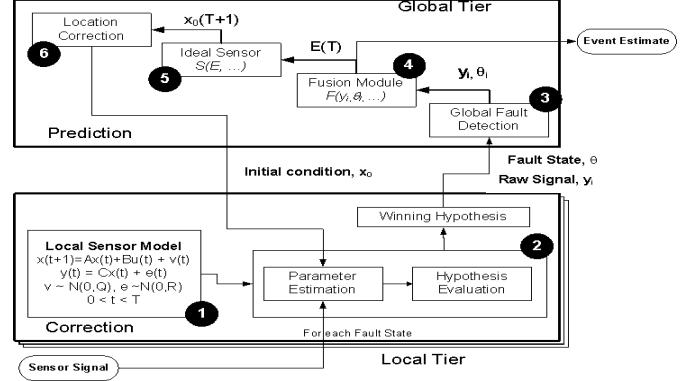 Global Tier
Location
Correction
6
x₀(T+1)
Ideal Sensor
S(E, ...)
5
E(T)
Fusion Module
F(yᵢ,θᵢ, ...)
4
yᵢ, θᵢ
Global Fault
Detection
3
Event Estimate
Prediction
Initial condition, x₀
Fault State, θ
Raw Signal, yᵢ
Winning Hypothesis
Local Sensor Model
x(t+1)=Ax(t)+Bu(t) + v(t)
y(t) = Cx(t) + e(t)
v ~ N(0,Q), e ~N(0,R)
0 < t < T
1
2
Parameter
Estimation
Hypothesis
Evaluation
Correction
For each Fault State
Local Tier
Sensor Signal